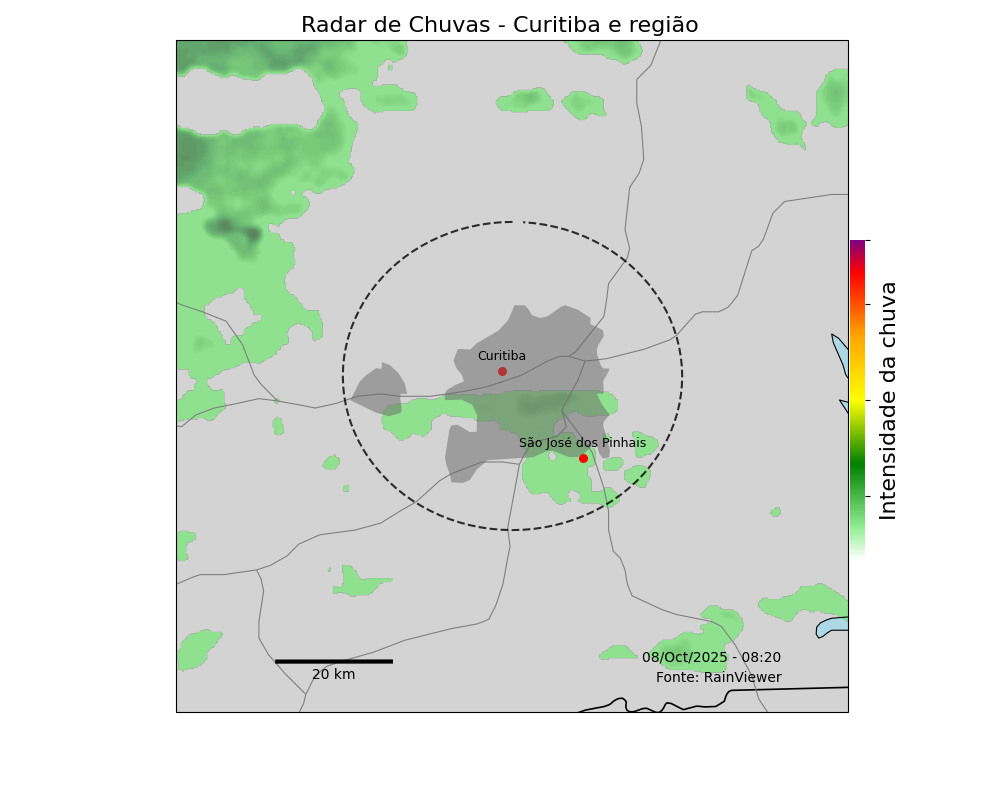 Radar de Chuvas - Curitiba e região
Curitiba
São José dos Pinhais
Intensidade da chuva
08/Oct/2025 - 08:20
Fonte: RainViewer
20 km